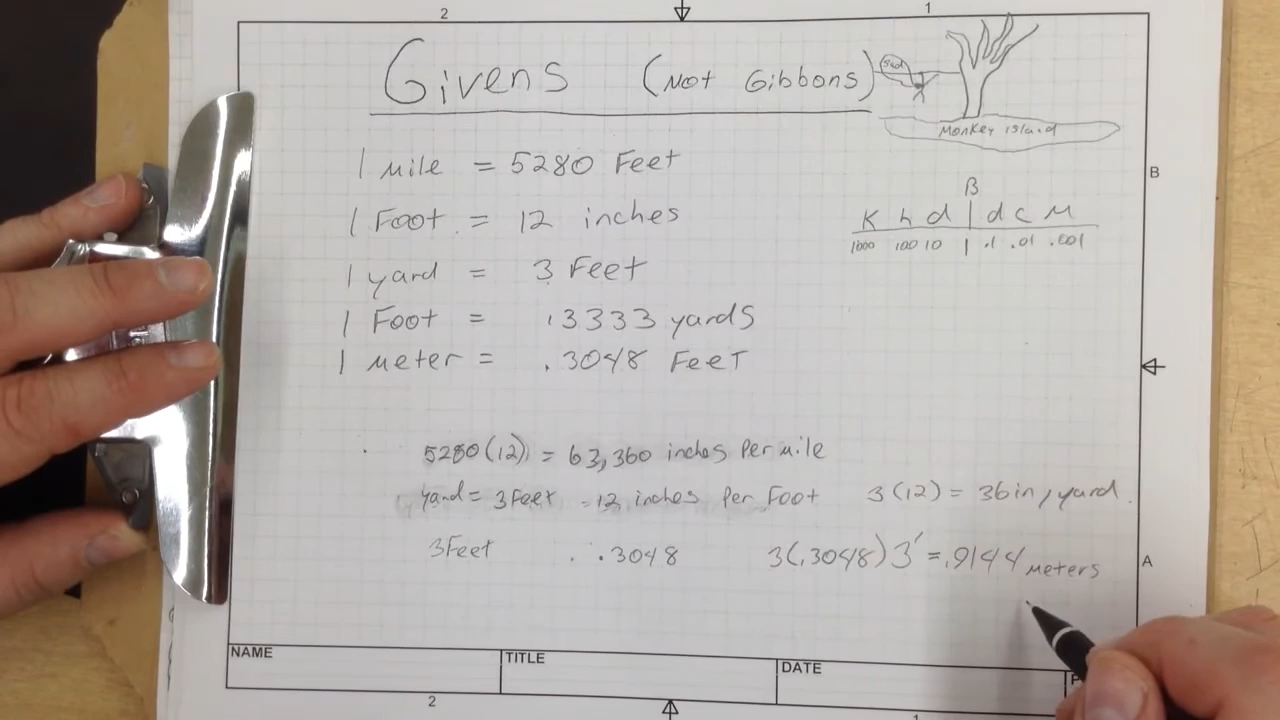 2 1
Givens (Not Gibbons)
Sad
Monkey island
1 Mile = 5280 Feet
B
B
1 Foot = 12 inches
K h d | d c M
1000 100 10 1 .1 .01 .001
1 yard = 3 Feet
1 Foot = .3333 yards
1 Meter = .3048 Feet
5280(12) = 63,360 inches Per Mile
yard = 3 Feet = 12 inches Per Foot 3(12) = 36in/yard
3 Feet .3048 3(.3048) 3' = .9144 Meters
A
NAME TITLE DATE
2 1